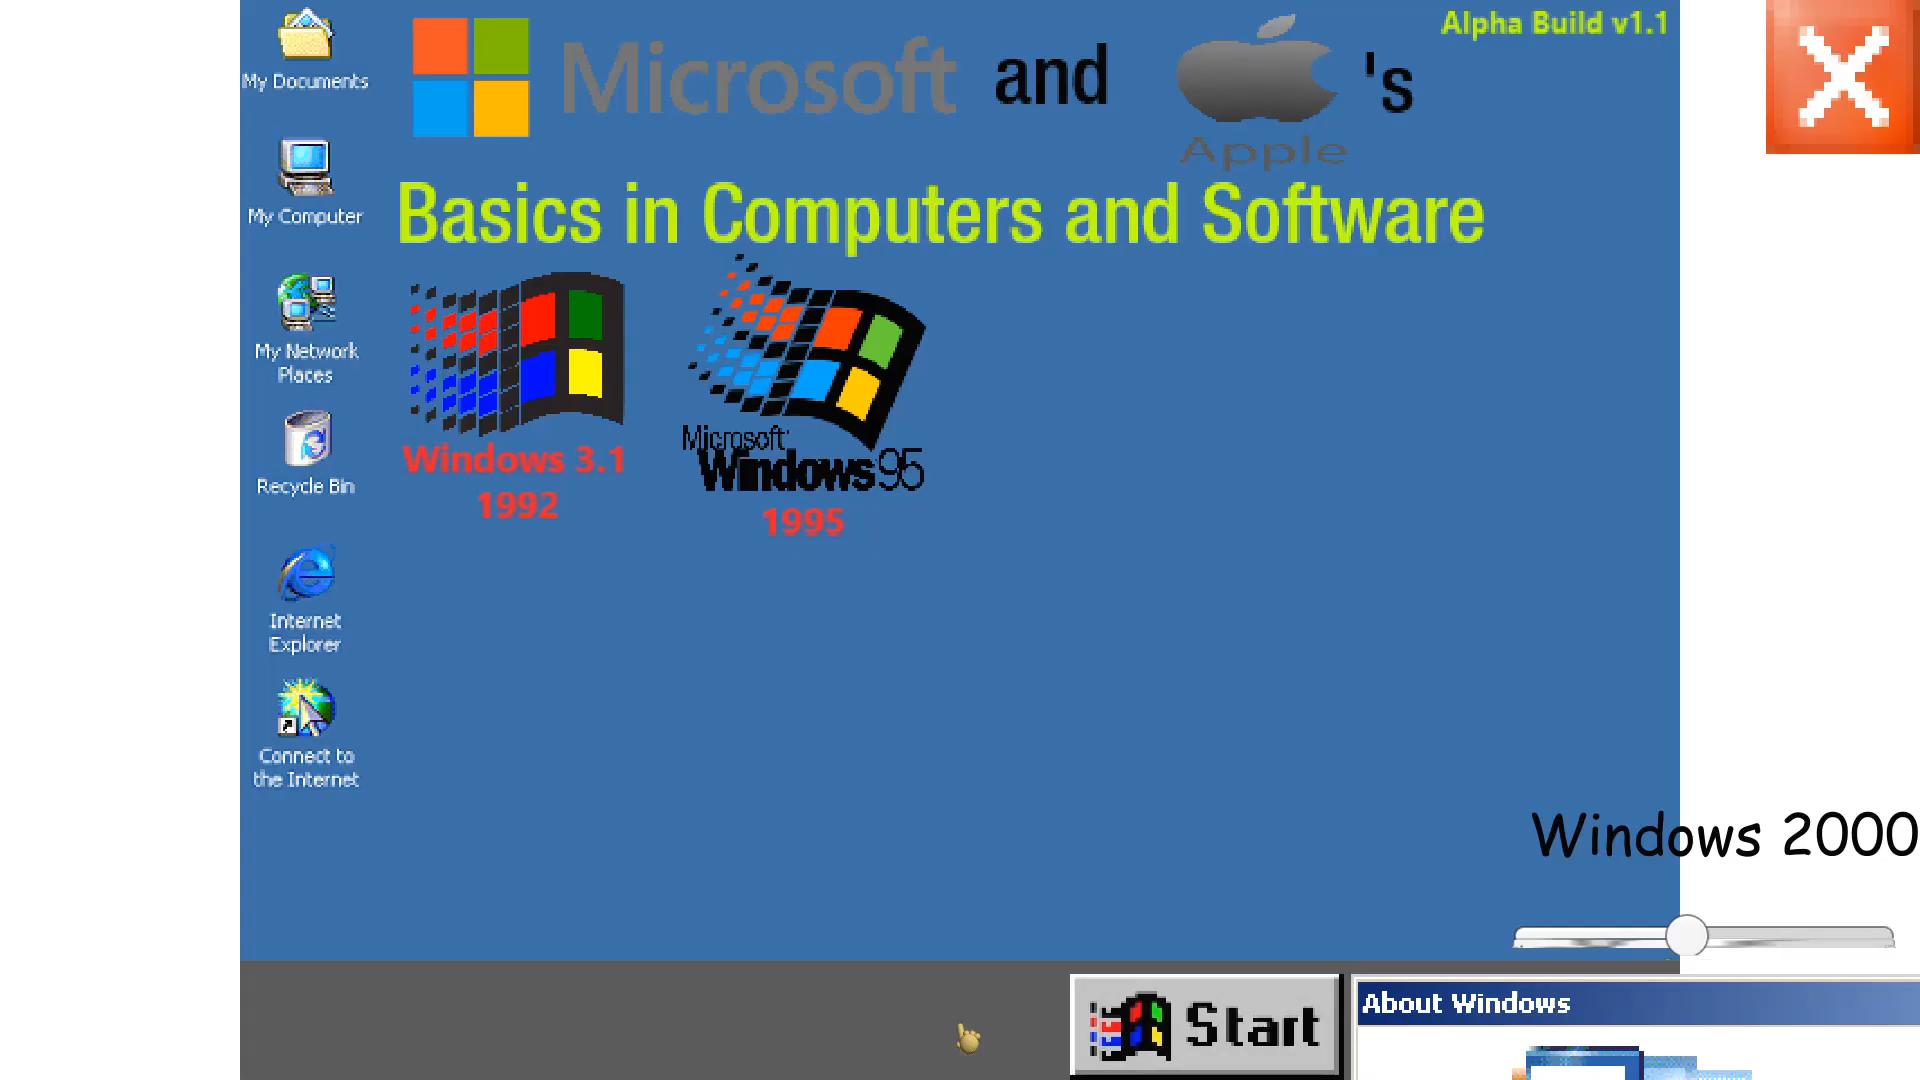 My Documents
My Computer
My Network
Places
Recycle Bin
Internet
Explorer
Connect to
the Internet
Alpha Build v1.1
Microsoft and
's
Apple
Basics in Computers and Software
Windows 3.1
1992
Microsoft
Windows 95
1995
Windows 2000
Start
About Windows